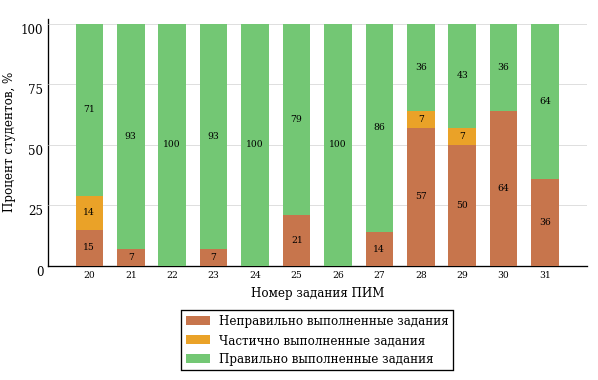 Процент студентов, %
100
75
50
25
0
71 93 100 93 100 79 100 86 36 43 36 64
14 7 7
15 7 7 21 14 57 50 64 36
20 21 22 23 24 25 26 27 28 29 30 31
Номер задания ПИМ
Неправильно выполненные задания
Частично выполненные задания
Правильно выполненные задания